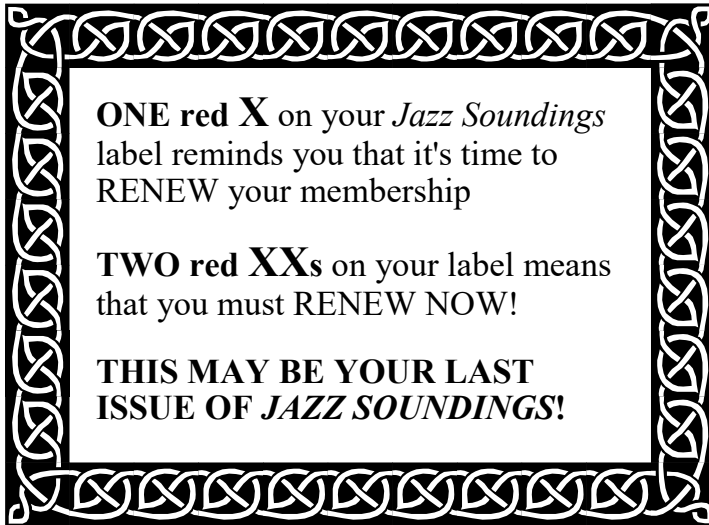 ONE red X on your Jazz Soundings
label reminds you that it's time to
RENEW your membership
TWO red XXs on your label means
that you must RENEW NOW!
THIS MAY BE YOUR LAST
ISSUE OF JAZZ SOUNDINGS!